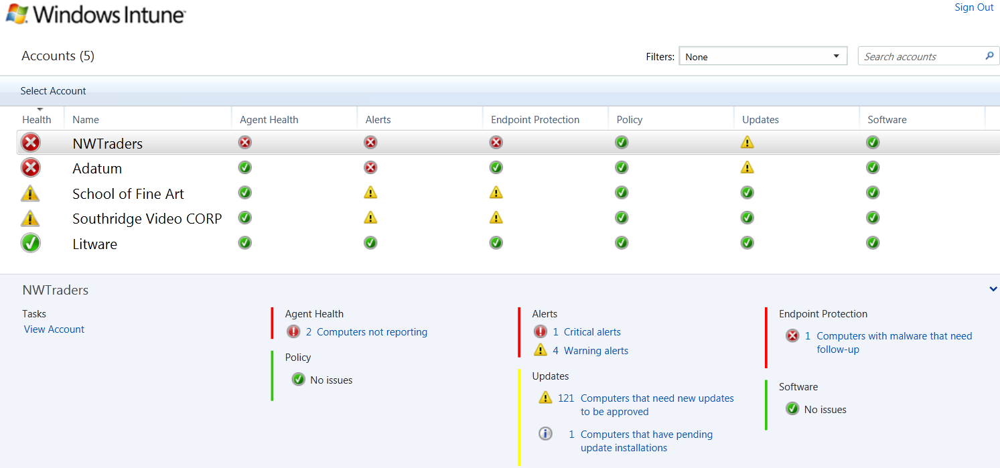 Windows Intune
Sign Out
Accounts (5)
Filters: None
Search accounts
Select Account
Health Name Agent Health Alerts Endpoint Protection Policy Updates Software
NWTraders
Adatum
School of Fine Art
Southridge Video CORP
Litware
NWTraders
Tasks
View Account
Agent Health
2 Computers not reporting
Policy
No issues
Alerts
1 Critical alerts
4 Warning alerts
Updates
121 Computers that need new updates
to be approved
1 Computers that have pending
update installations
Endpoint Protection
1 Computers with malware that need
follow-up
Software
No issues